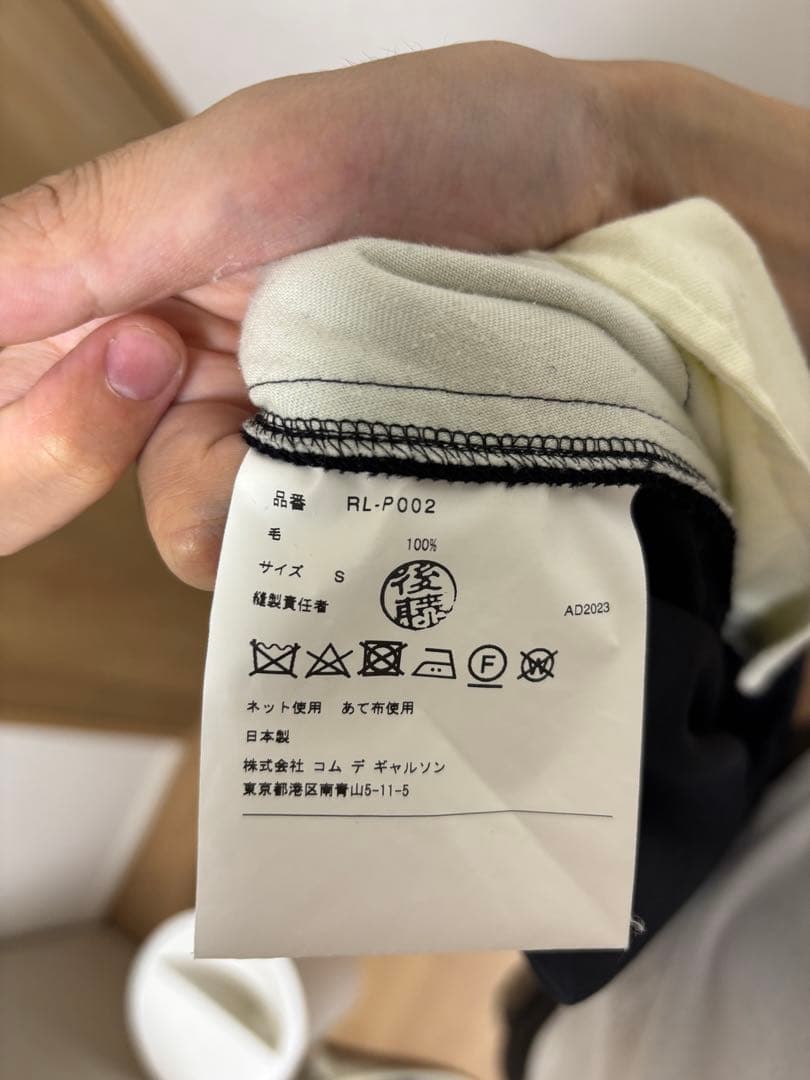 品番 RL-P002
毛 100%
サイズ S
縫製責任者 後藤 AD2023
F W
ネット使用 あて布使用
日本製
株式会社 コム デ ギャルソン
東京都港区南青山5-11-5